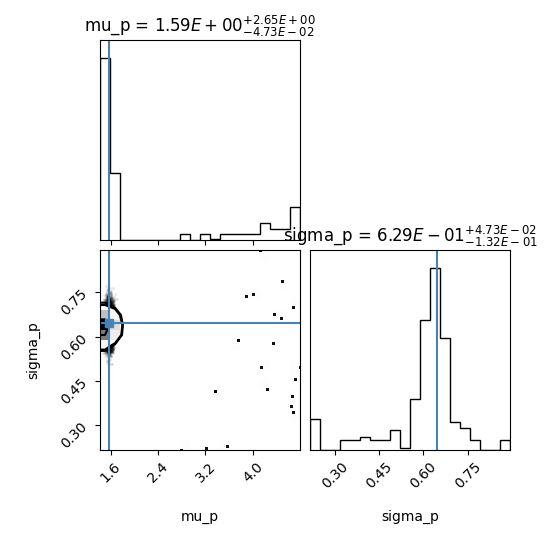 mu_p = 1.59E + 00+2.65E + 00 −4.73E − 02
sigma_p = 6.29E − 01+4.73E − 02 −1.32E − 01
0.75
0.60
0.45
0.30
sigma_p
1.6 2.4 3.2 4.0
0.30 0.45 0.60 0.75
mu_p
sigma_p